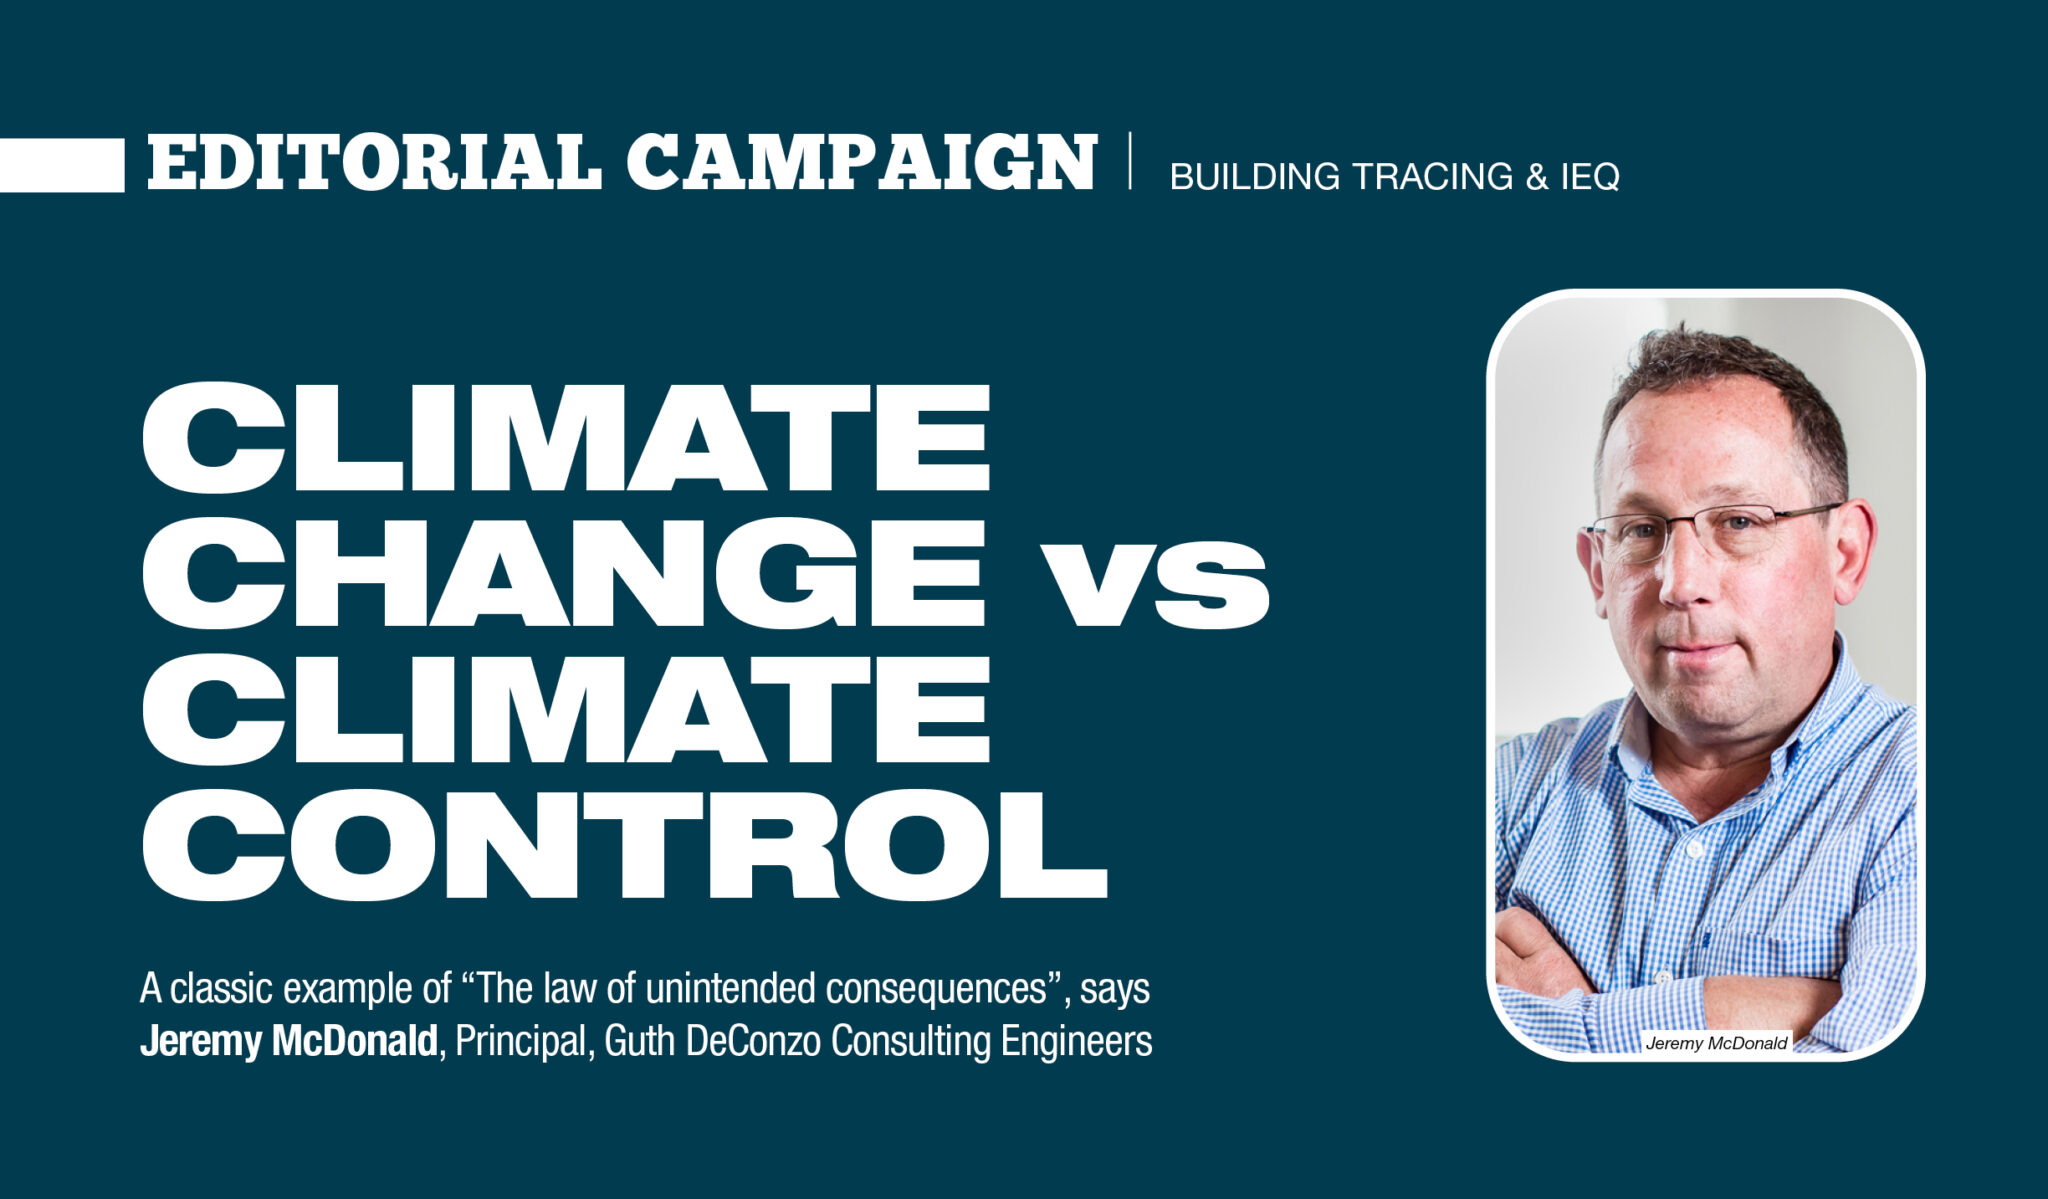 EDITORIAL CAMPAIGN | BUILDING TRACING & IEQ
CLIMATE
CHANGE VS
CLIMATE
CONTROL
A classic example of “The law of unintended consequences”, says
Jeremy McDonald, Principal, Guth DeConzo Consulting Engineers
Jeremy McDonald